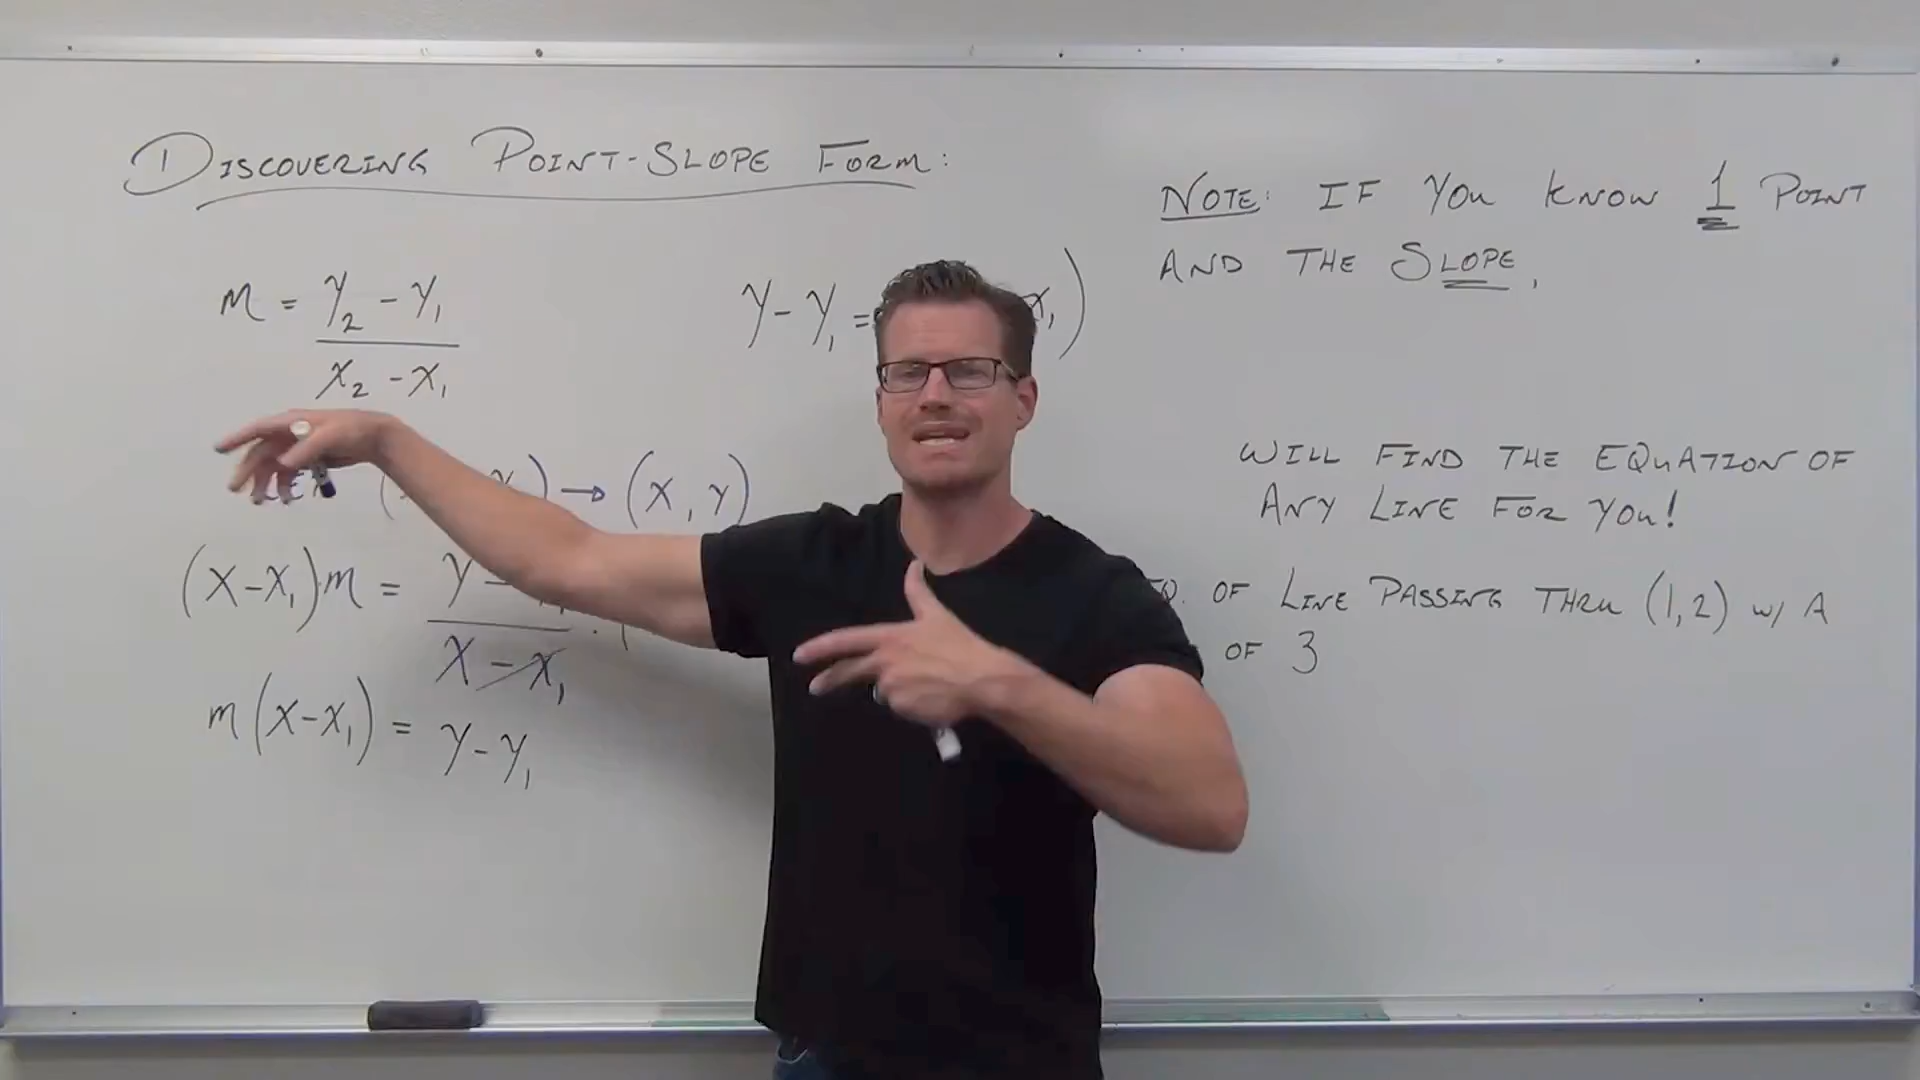 DISCOVERING POINT-SLOPE FORM:
m = y₂ - y₁
x₂ - x₁
y - y₁ = x₁)
) → (x, y)
(x - x₁) m = y -
x - x₁
m(x - x₁) = y - y₁
NOTE: IF YOU KNOW 1 POINT
AND THE SLOPE,
WILL FIND THE EQUATION OF
ANY LINE FOR YOU!
OF LINE PASSING THRU (1, 2) w/ A
OF 3